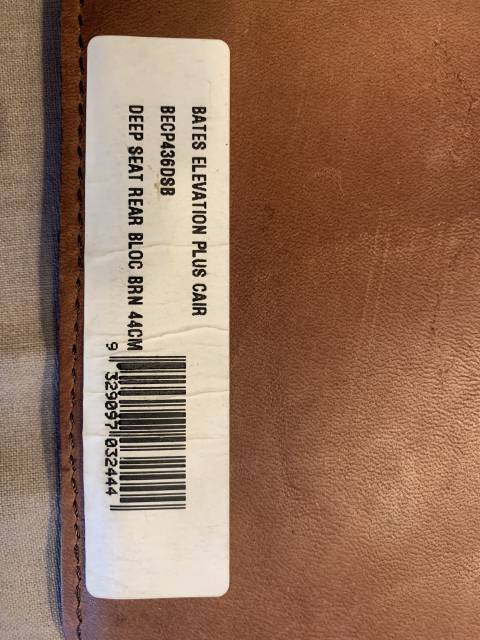 BATES ELEVATION PLUS CAIR
BECP436DSB
DEEP SEAT REAR BLOC BRN 44CM
9 329097 032444